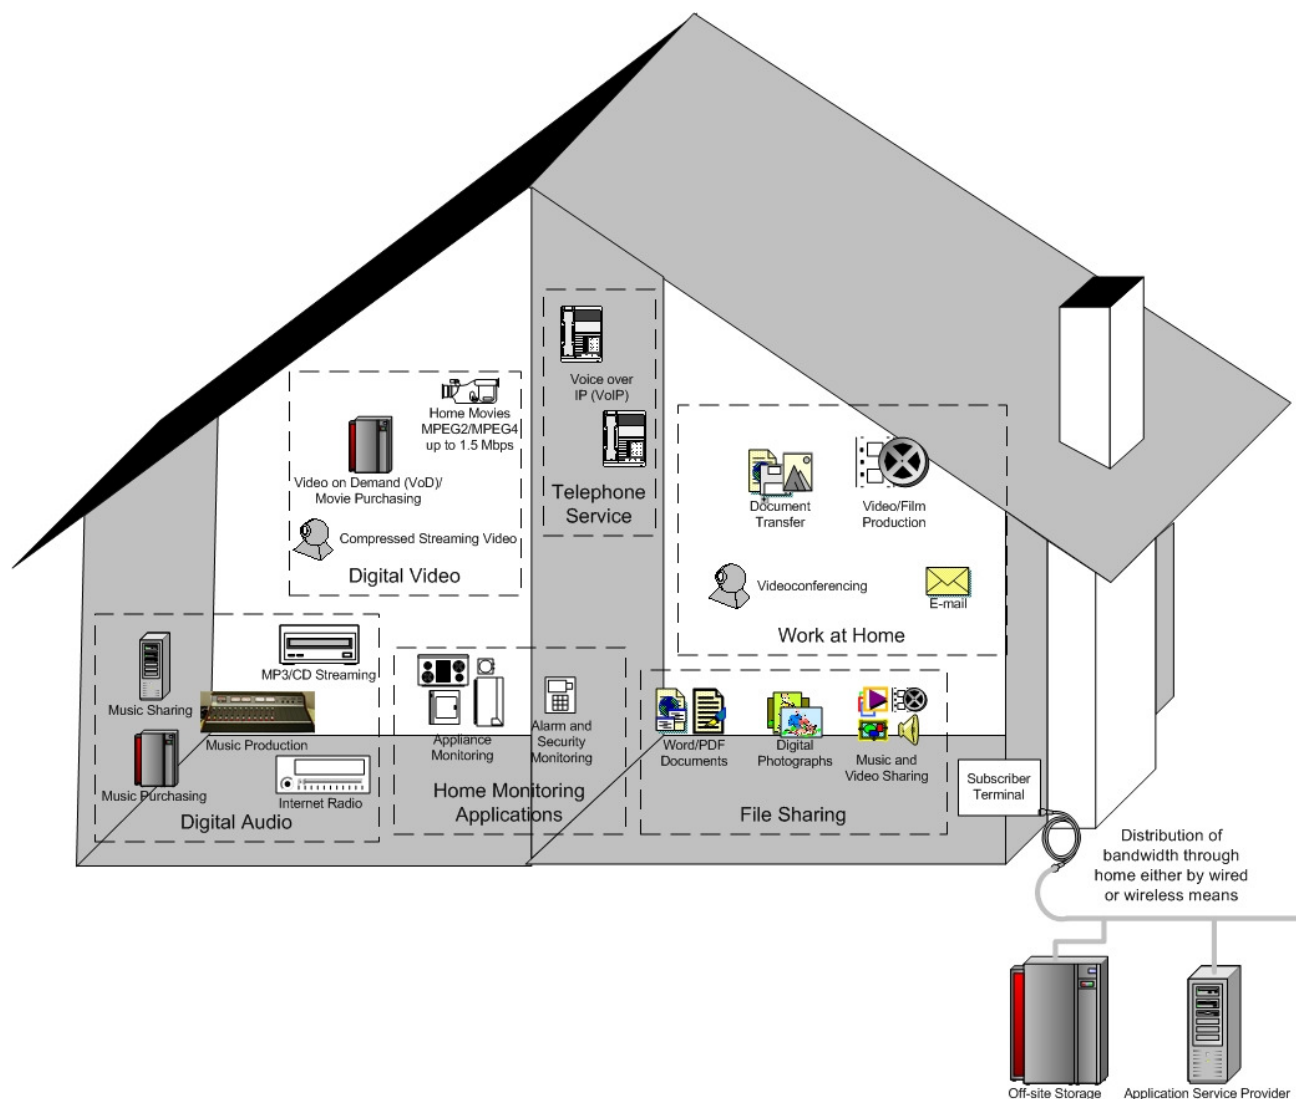 Voice over
IP (VoIP)
Telephone
Service
Home Movies
MPEG2/MPEG4
up to 1.5 Mbps
Video on Demand (VoD)/
Movie Purchasing
Compressed Streaming Video
Digital Video
Document
Transfer
Video/Film
Production
Videoconferencing
E-mail
Work at Home
Music Sharing
MP3/CD Streaming
Music Production
Music Purchasing
Internet Radio
Digital Audio
Appliance
Monitoring
Alarm and
Security
Monitoring
Home Monitoring
Applications
Word/PDF
Documents
Digital
Photographs
Music and
Video Sharing
File Sharing
Subscriber
Terminal
Distribution of
bandwidth through
home either by wired
or wireless means
Off-site Storage
Application Service Provider